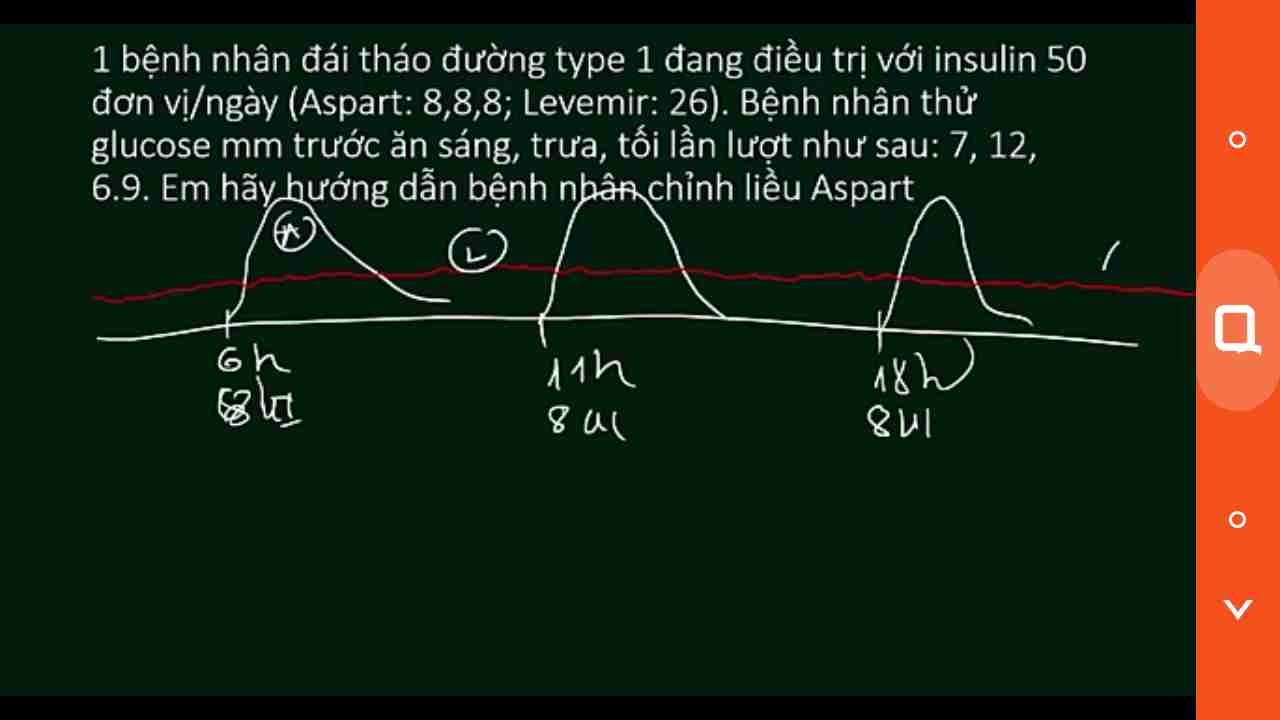 1 bệnh nhân đái tháo đường type 1 đang điều trị với insulin 50
đơn vị/ngày (Aspart: 8,8,8; Levemir: 26). Bệnh nhân thử
glucose mm trước ăn sáng, trưa, tối lần lượt như sau: 7, 12,
6.9. Em hãy hướng dẫn bệnh nhân chỉnh liều Aspart
A
L
6h 11h 18h
8UI 8UI 8UI